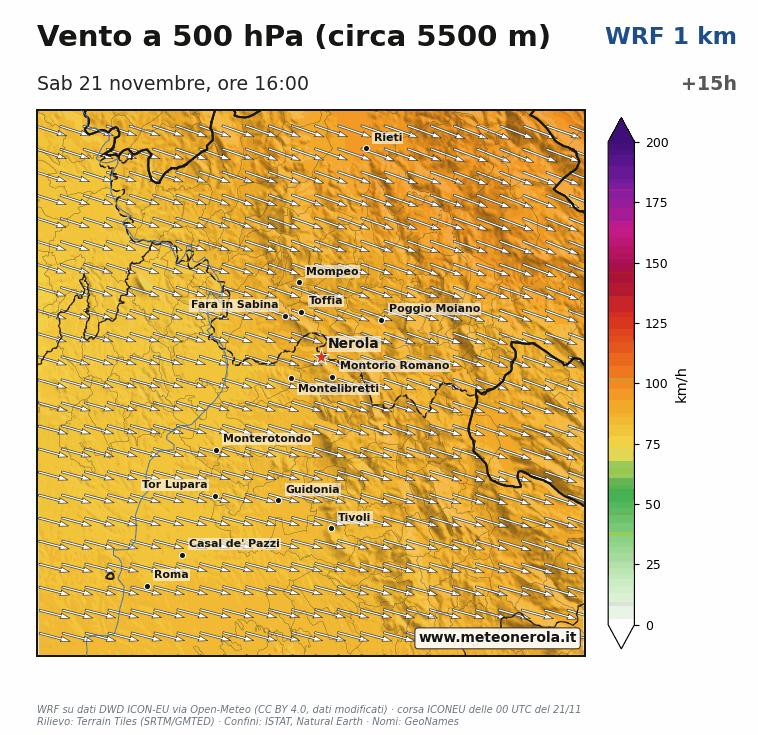 Vento a 500 hPa (circa 5500 m)
WRF 1 km
Sab 21 novembre, ore 16:00
+15h
Rieti
Mompeo
Fara in Sabina
Toffia
Poggio Moiano
Nerola
Montorio Romano
Montelibretti
Monterotondo
Tor Lupara
Guidonia
Tivoli
Casal de' Pazzi
Roma
www.meteonerola.it
200
175
150
125
100
75
50
25
0
km/h
WRF su dati DWD ICON-EU via Open-Meteo (CC BY 4.0, dati modificati) · corsa ICONEU delle 00 UTC del 21/11
Rilievo: Terrain Tiles (SRTM/GMTED) · Confini: ISTAT, Natural Earth · Nomi: GeoNames